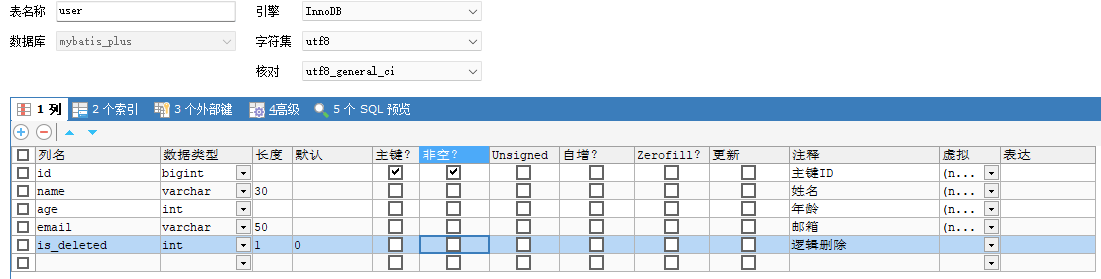 表名称 user 引擎 InnoDB
数据库 mybatis_plus 字符集 utf8
核对 utf8_general_ci
1 列 2 个索引 3 个外部键 4高级 5 个 SQL 预览
列名 数据类型 长度 默认 主键? 非空? Unsigned 自增? Zerofill? 更新 注释 虚拟 表达
id bigint 主键ID (n...
name varchar 30 姓名 (n...
age int 年龄 (n...
email varchar 50 邮箱 (n...
is_deleted int 1 0 逻辑删除